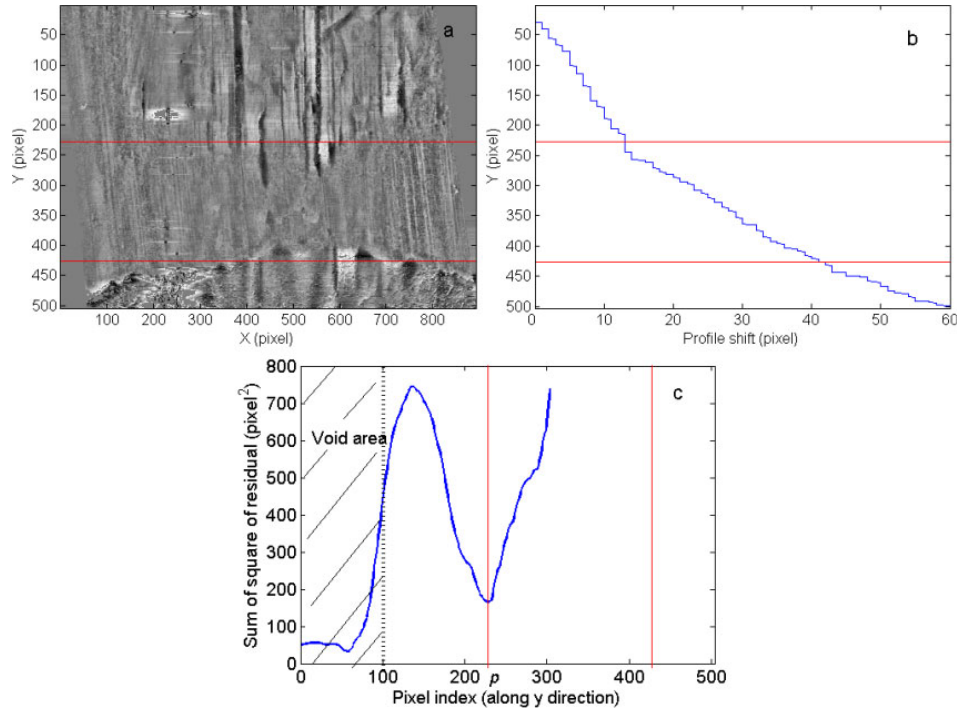 a
50
100
150
200
250
300
350
400
450
500
Y (pixel)
100 200 300 400 500 600 700 800
X (pixel)
b
50
100
150
200
250
300
350
400
450
500
Y (pixel)
0 10 20 30 40 50 60
Profile shift (pixel)
c
800
700
600
500
400
300
200
100
0
Sum of square of residual (pixel²)
Void area
0 100 200 p 300 400 500
Pixel index (along y direction)